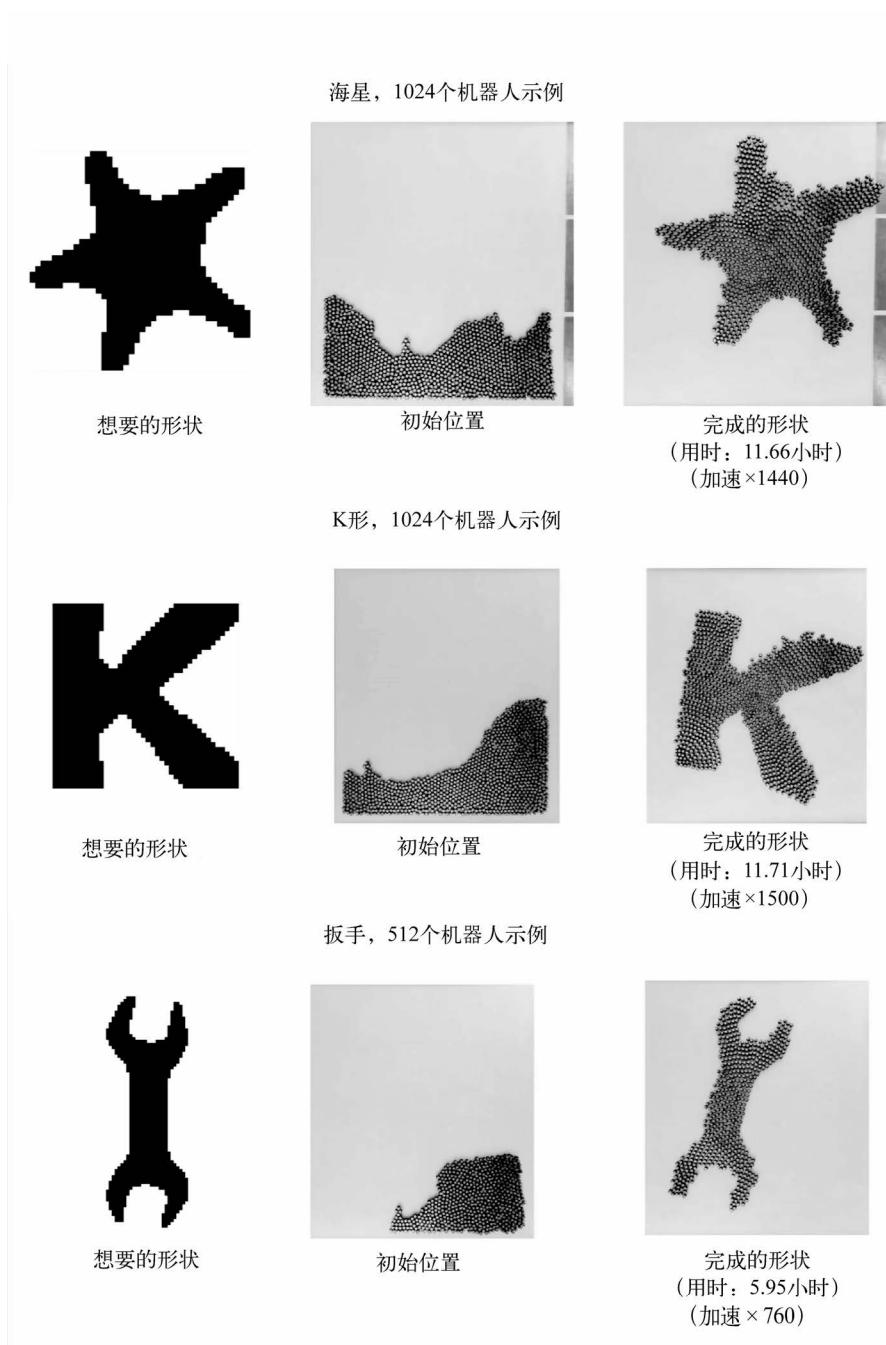 海星，1024个机器人示例
想要的形状
初始位置
完成的形状
（用时：11.66小时）
（加速×1440）
K形，1024个机器人示例
想要的形状
初始位置
完成的形状
（用时：11.71小时）
（加速×1500）
扳手，512个机器人示例
想要的形状
初始位置
完成的形状
（用时：5.95小时）
（加速×760）